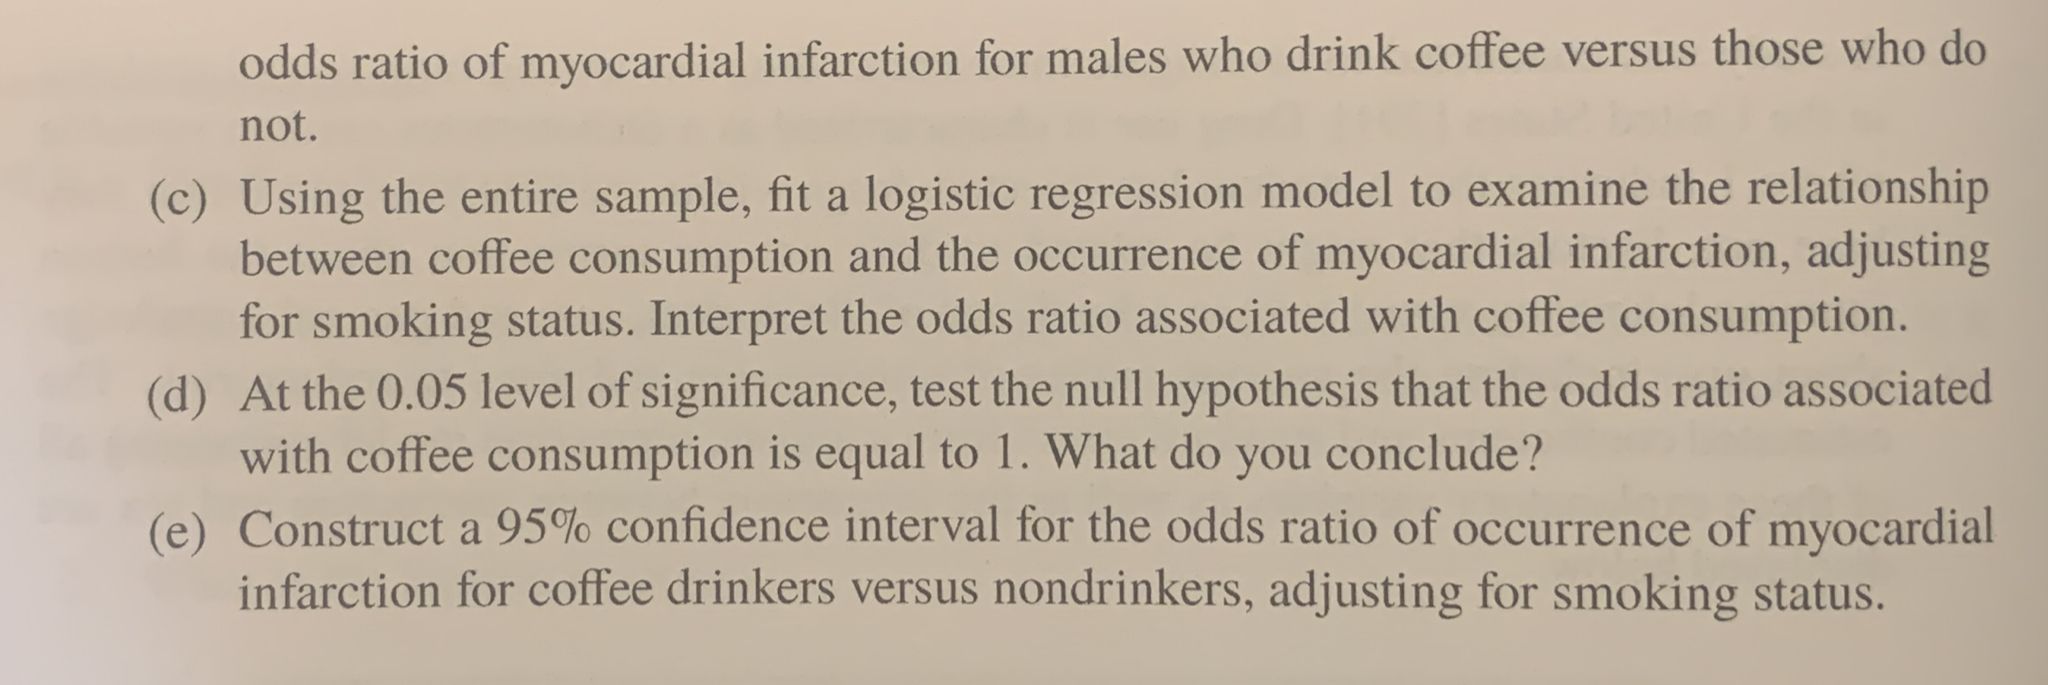 odds ratio of myocardial infarction for males who drink coffee versus those who do
not.
(c) Using the entire sample, fit a logistic regression model to examine the relationship
between coffee consumption and the occurrence of myocardial infarction, adjusting
for smoking status. Interpret the odds ratio associated with coffee consumption.
(d) At the 0.05 level of significance, test the null hypothesis that the odds ratio associated
with coffee consumption is equal to 1. What do you conclude?
(e) Construct a 95% confidence interval for the odds ratio of occurrence of myocardial
infarction for coffee drinkers versus nondrinkers, adjusting for smoking status.